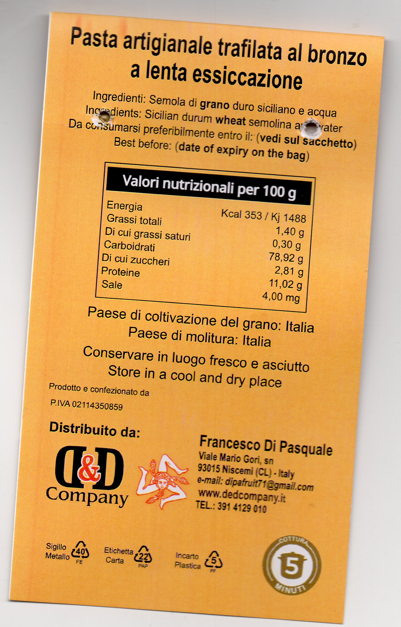 Pasta artigianale trafilata al bronzo
a lenta essiccazione
Ingredienti: Semola di grano duro siciliano e acqua
Ingredients: Sicilian durum wheat semolina and water
Da consumarsi preferibilmente entro il: (vedi sul sacchetto)
Best before: (date of expiry on the bag)
Valori nutrizionali per 100 g
Energia Kcal 353 / Kj 1488
Grassi totali 1,40 g
Di cui grassi saturi 0,30 g
Carboidrati 78,92 g
Di cui zuccheri 2,81 g
Proteine 11,02 g
Sale 4,00 mg
Paese di coltivazione del grano: Italia
Paese di molitura: Italia
Conservare in luogo fresco e asciutto
Store in a cool and dry place
Prodotto e confezionato da
P.IVA 02114350859
Distribuito da:
D&D
Company
Francesco Di Pasquale
Viale Mario Gori, sn
93015 Niscemi (CL) - Italy
e-mail: dipafruit71@gmail.com
www.dedcompany.it
TEL.: 391 4129 010
Sigillo
Metallo
40
FE
Etichetta
Carta
22
PAP
Incarto
Plastica
5
PP
COTTURA
5
MINUTI